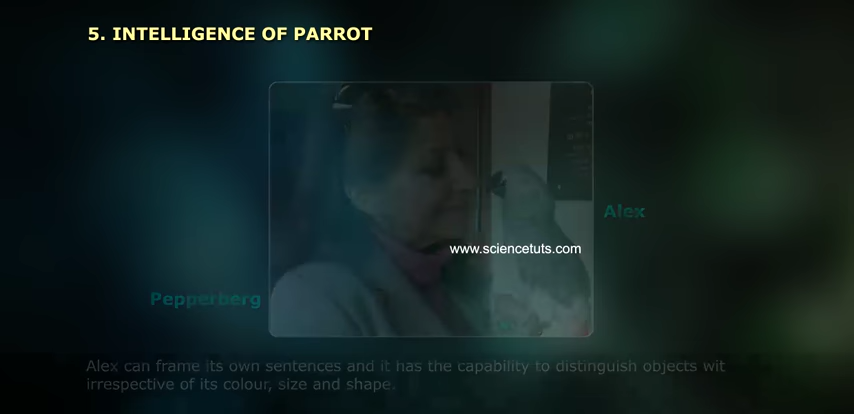 5. INTELLIGENCE OF PARROT
Alex
www.sciencetuts.com
Pepperberg
Alex can frame its own sentences and it has the capability to distinguish objects wit
irrespective of its colour, size and shape.